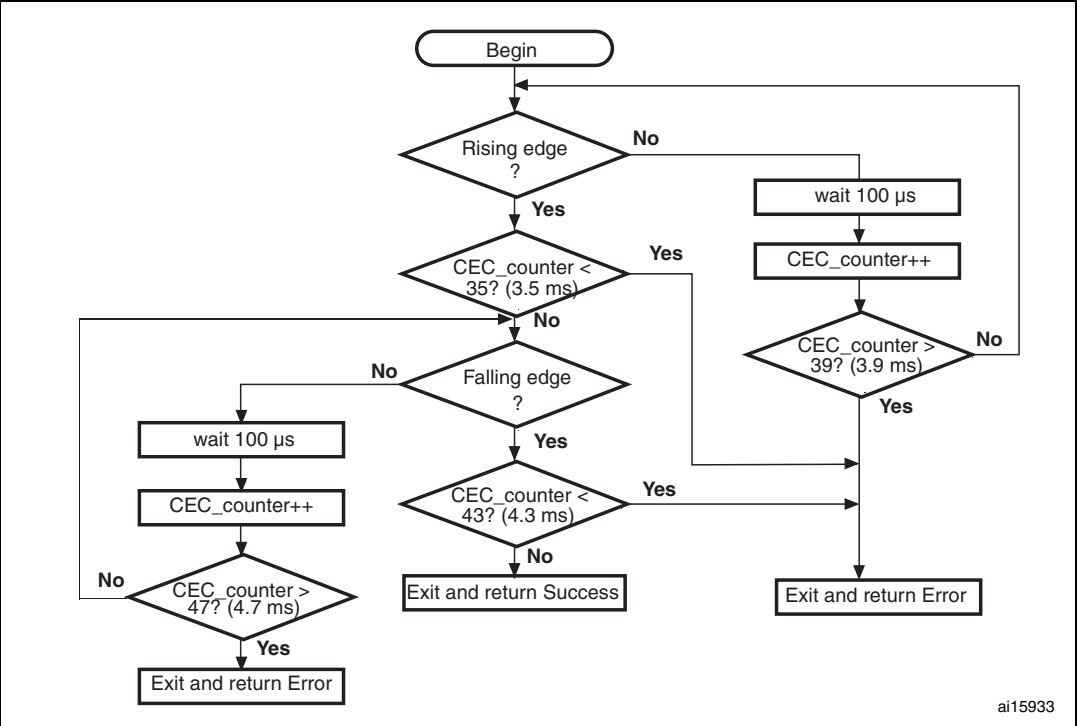 Begin
Rising edge
?
No
wait 100 µs
Yes
CEC_counter++
CEC_counter <
35? (3.5 ms)
Yes
No
CEC_counter >
39? (3.9 ms)
No
Yes
Falling edge
?
No
wait 100 µs
Yes
CEC_counter++
CEC_counter <
43? (4.3 ms)
Yes
No
CEC_counter >
47? (4.7 ms)
No
Yes
Exit and return Success
Exit and return Error
Exit and return Error
ai15933